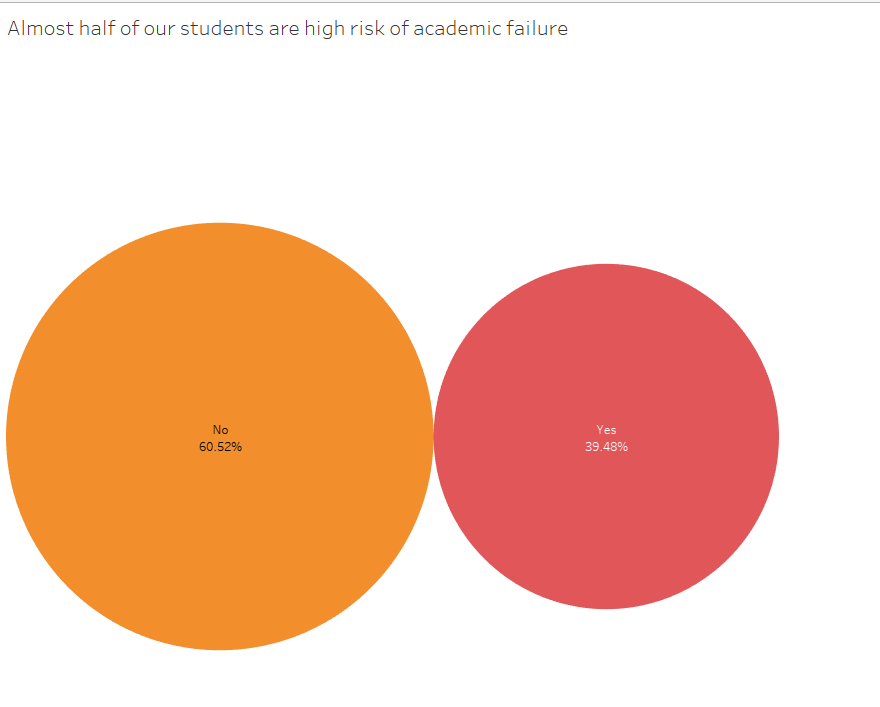 Almost half of our students are high risk of academic failure
No
60.52%
Yes
39.48%